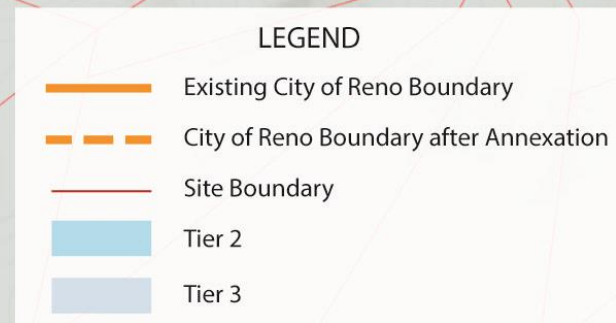 LEGEND
Existing City of Reno Boundary
City of Reno Boundary after Annexation
Site Boundary
Tier 2
Tier 3